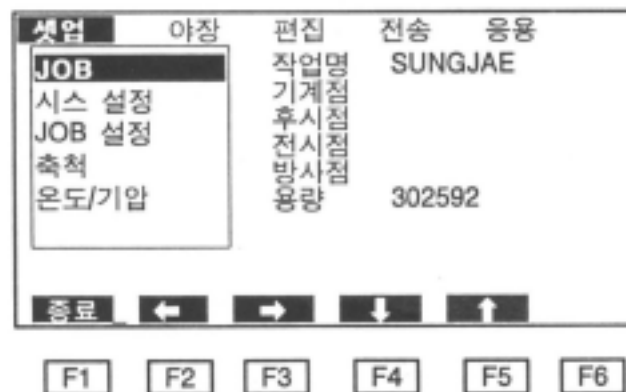 셋업 야장 편집 전송 응용
JOB 작업명 SUNGJAE
시스 설정 기계점
JOB 설정 후시점
축척 전시점
온도/기압 방사점
용량 302592
종료 ← → ↓ ↑
F1 F2 F3 F4 F5 F6